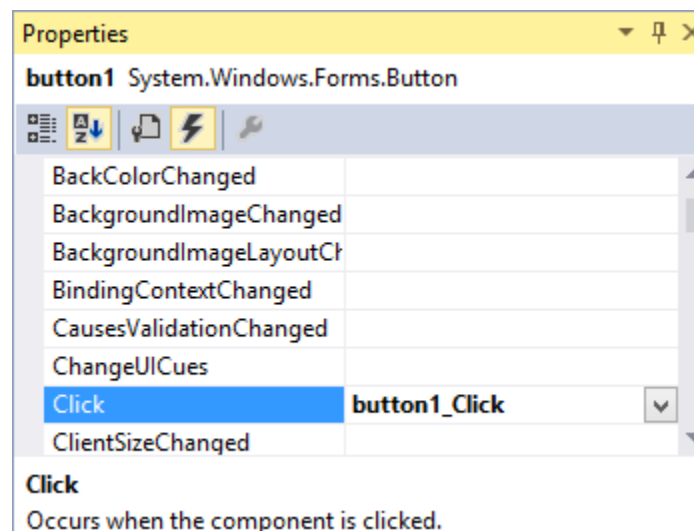 Properties
button1 System.Windows.Forms.Button
BackColorChanged
BackgroundImageChanged
BackgroundImageLayoutCh
BindingContextChanged
CausesValidationChanged
ChangeUICues
Click button1_Click
ClientSizeChanged
Click
Occurs when the component is clicked.